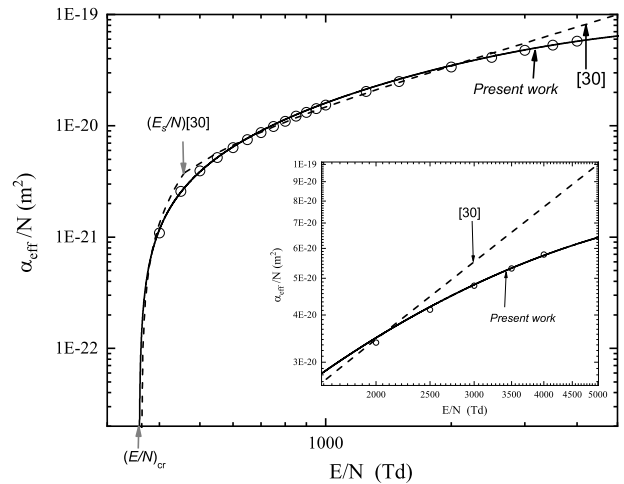 1E-19
1E-20
1E-21
1E-22
α_eff/N (m²)
1000
E/N (Td)
(E_s/N)[30]
(E/N)_cr
Present work
[30]
1E-19
9E-20
8E-20
7E-20
6E-20
5E-20
4E-20
3E-20
α_eff/N (m²)
2000 2500 3000 3500 4000 4500 5000
E/N (Td)
[30]
Present work